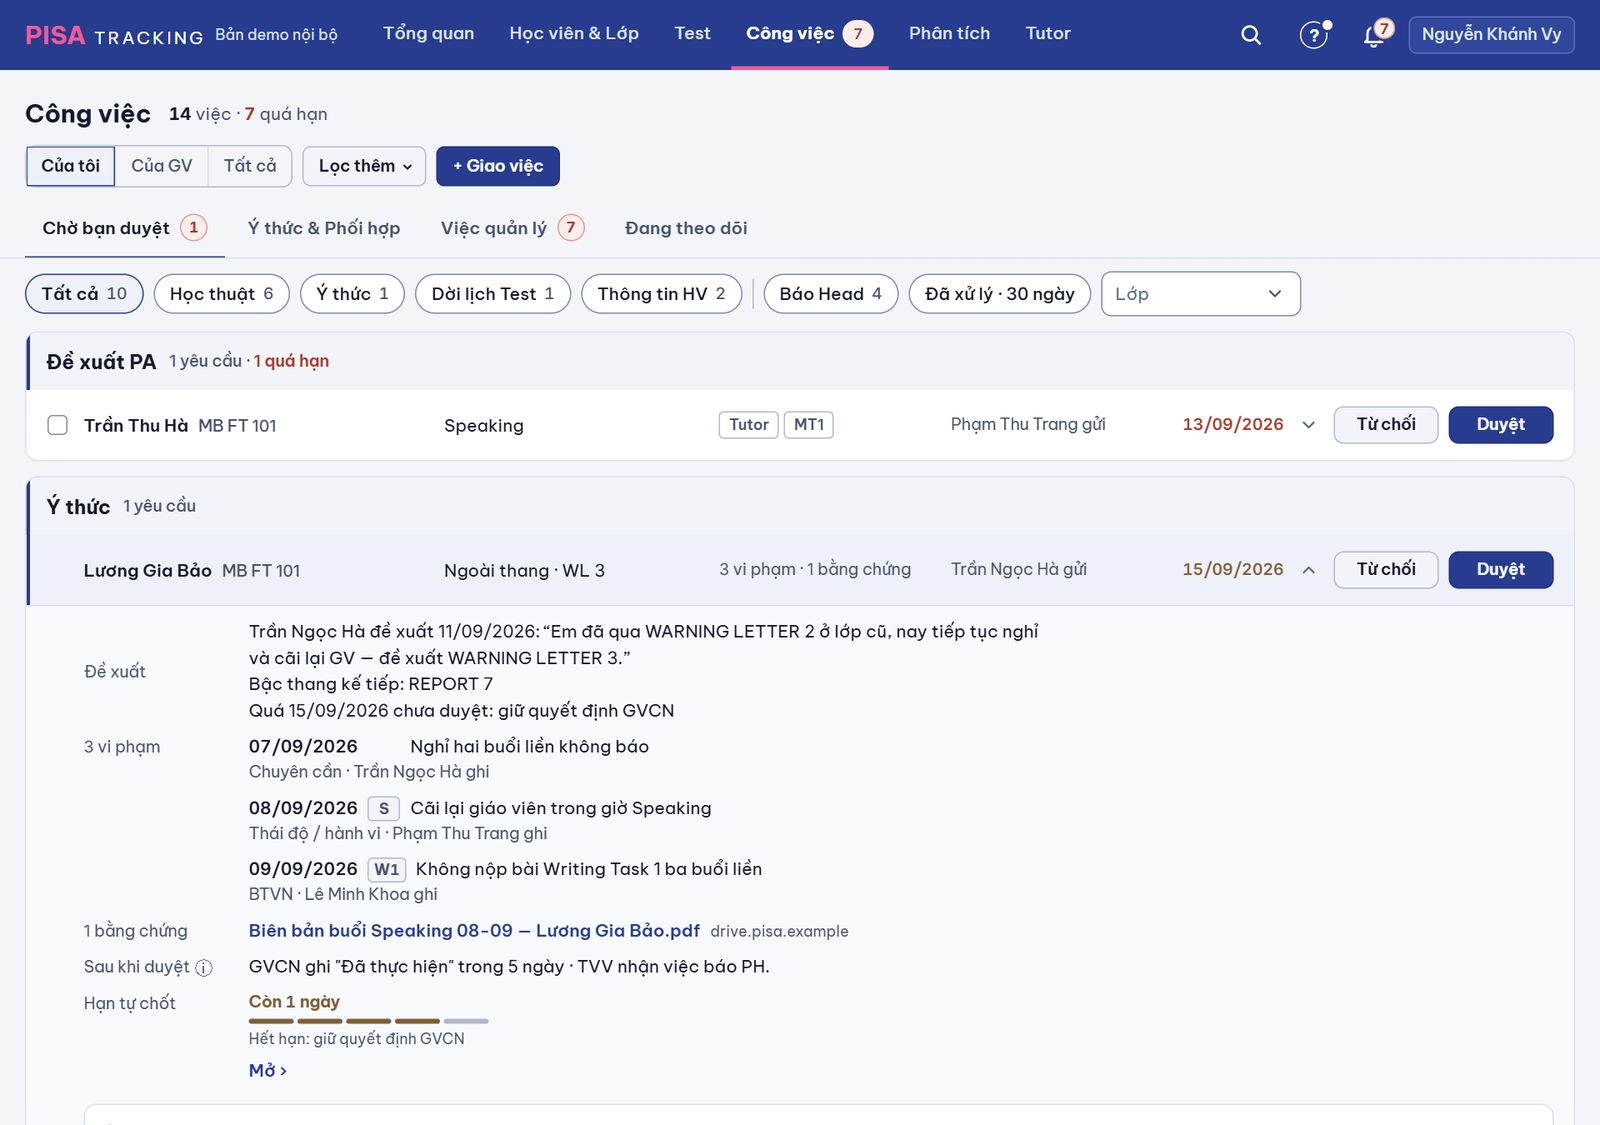 PISA TRACKING Bản demo nội bộ Tổng quan Học viên & Lớp Test Công việc 7 Phân tích Tutor ? 7 Nguyễn Khánh Vy
Công việc 14 việc · 7 quá hạn
Của tôi Của GV Tất cả Lọc thêm + Giao việc
Chờ bạn duyệt 1 Ý thức & Phối hợp Việc quản lý 7 Đang theo dõi
Tất cả 10 Học thuật 6 Ý thức 1 Dời lịch Test 1 Thông tin HV 2 Báo Head 4 Đã xử lý · 30 ngày Lớp
Đề xuất PA 1 yêu cầu · 1 quá hạn
Trần Thu Hà MB FT 101 Speaking Tutor MT1 Phạm Thu Trang gửi 13/09/2026 Từ chối Duyệt
Ý thức 1 yêu cầu
Lương Gia Bảo MB FT 101 Ngoài thang · WL 3 3 vi phạm · 1 bằng chứng Trần Ngọc Hà gửi 15/09/2026 Từ chối Duyệt
Đề xuất
Trần Ngọc Hà đề xuất 11/09/2026: “Em đã qua WARNING LETTER 2 ở lớp cũ, nay tiếp tục nghỉ
và cãi lại GV — đề xuất WARNING LETTER 3.”
Bậc thang kế tiếp: REPORT 7
Quá 15/09/2026 chưa duyệt: giữ quyết định GVCN
3 vi phạm 07/09/2026 Nghỉ hai buổi liền không báo
Chuyên cần · Trần Ngọc Hà ghi
08/09/2026 S Cãi lại giáo viên trong giờ Speaking
Thái độ / hành vi · Phạm Thu Trang ghi
09/09/2026 W1 Không nộp bài Writing Task 1 ba buổi liền
BTVN · Lê Minh Khoa ghi
1 bằng chứng Biên bản buổi Speaking 08-09 — Lương Gia Bảo.pdf drive.pisa.example
Sau khi duyệt ⓘ GVCN ghi "Đã thực hiện" trong 5 ngày · TVV nhận việc báo PH.
Hạn tự chốt Còn 1 ngày
Hết hạn: giữ quyết định GVCN
Mở ›